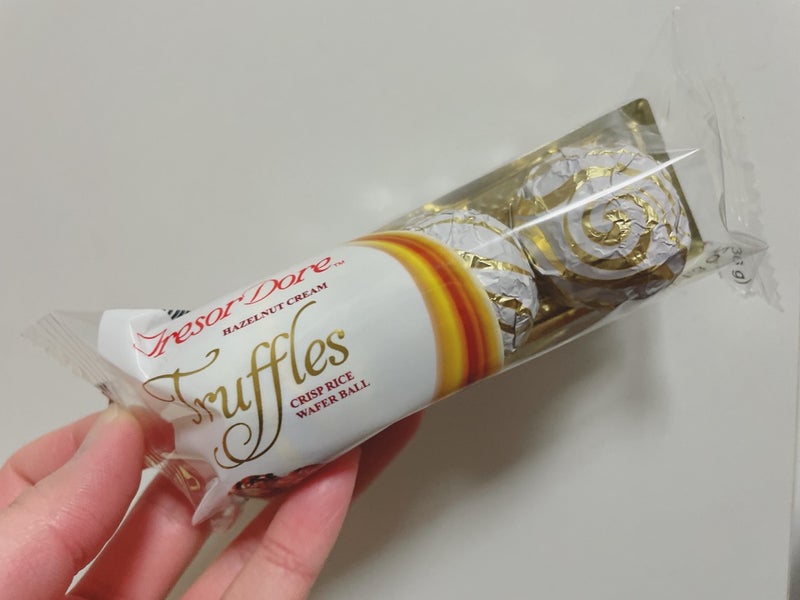 Tresor Dore™
HAZELNUT CREAM
Truffles
CRISP RICE
WAFER BALL